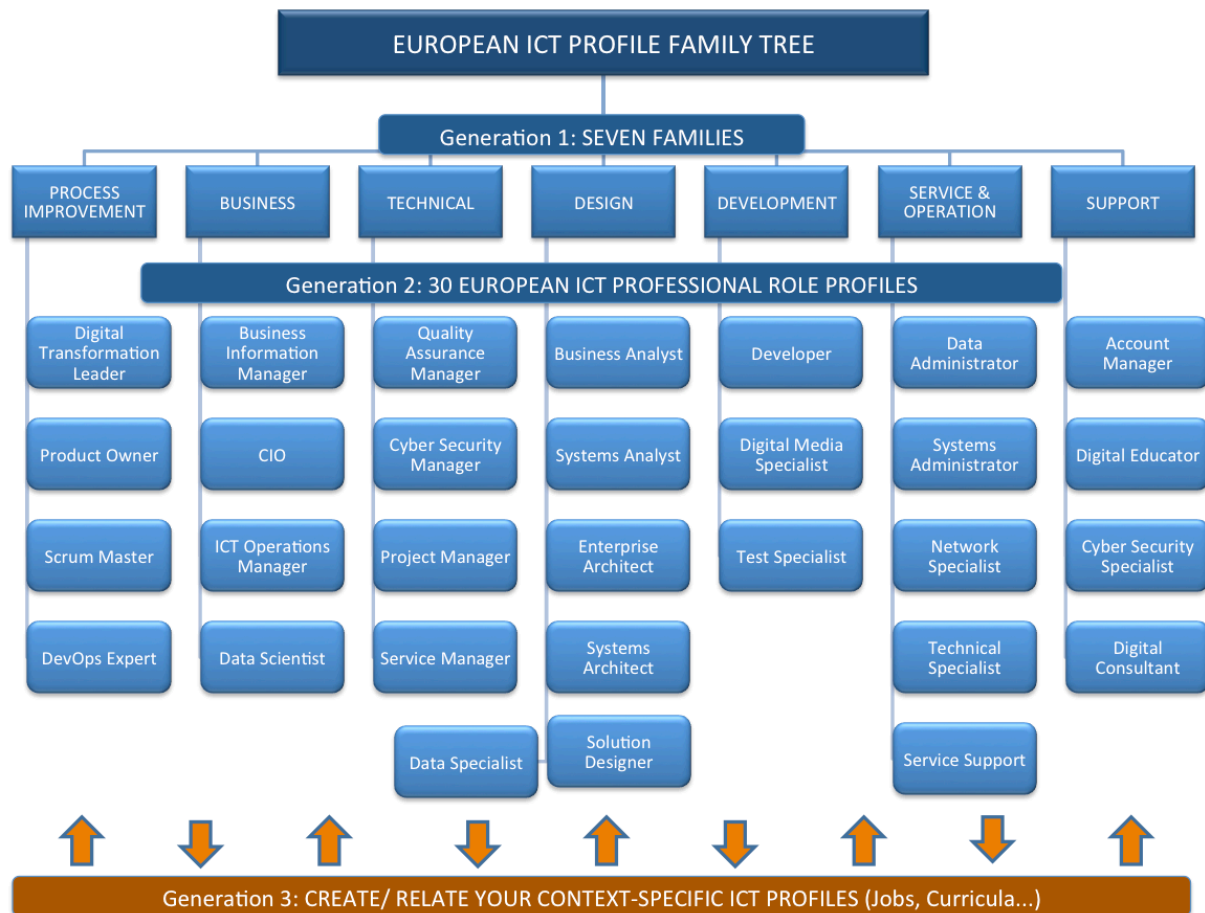 EUROPEAN ICT PROFILE FAMILY TREE
Generation 1: SEVEN FAMILIES
PROCESS
IMPROVEMENT
BUSINESS
TECHNICAL
DESIGN
DEVELOPMENT
SERVICE &
OPERATION
SUPPORT
Generation 2: 30 EUROPEAN ICT PROFESSIONAL ROLE PROFILES
Digital
Transformation
Leader
Business
Information
Manager
Quality
Assurance
Manager
Business Analyst
Developer
Data
Administrator
Account
Manager
Product Owner
CIO
Cyber Security
Manager
Systems Analyst
Digital Media
Specialist
Systems
Administrator
Digital Educator
Scrum Master
ICT Operations
Manager
Project Manager
Enterprise
Architect
Test Specialist
Network
Specialist
Cyber Security
Specialist
DevOps Expert
Data Scientist
Service Manager
Systems
Architect
Technical
Specialist
Digital
Consultant
Data Specialist
Solution
Designer
Service Support
Generation 3: CREATE/ RELATE YOUR CONTEXT-SPECIFIC ICT PROFILES (Jobs, Curricula...)